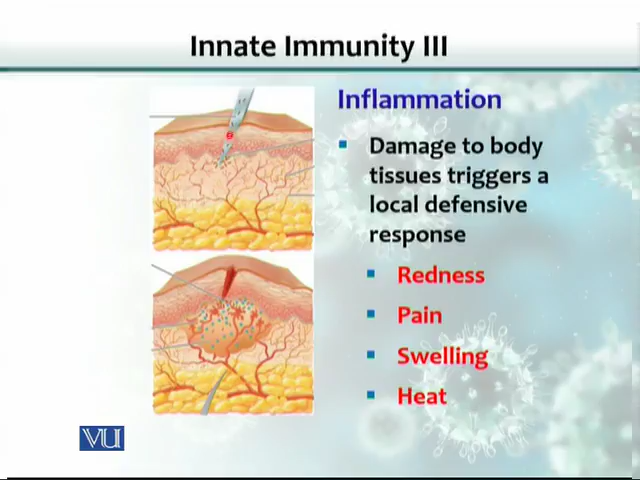 Innate Immunity III
Inflammation
Damage to body
tissues triggers a
local defensive
response
Redness
Pain
Swelling
Heat
VU